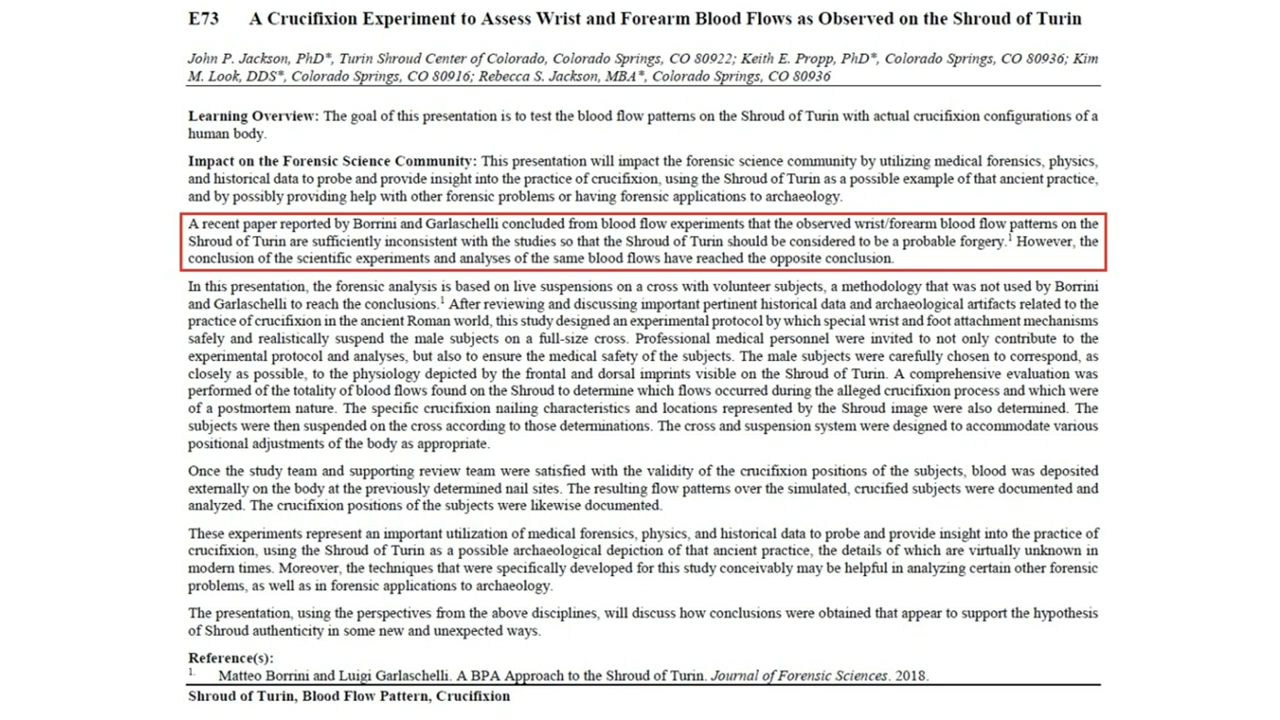 E73 A Crucifixion Experiment to Assess Wrist and Forearm Blood Flows as Observed on the Shroud of Turin
John P. Jackson, PhD*, Turin Shroud Center of Colorado, Colorado Springs, CO 80922; Keith E. Propp, PhD*, Colorado Springs, CO 80936; Kim
M. Look, DDS*, Colorado Springs, CO 80916; Rebecca S. Jackson, MBA*, Colorado Springs, CO 80936
Learning Overview: The goal of this presentation is to test the blood flow patterns on the Shroud of Turin with actual crucifixion configurations of a
human body.
Impact on the Forensic Science Community: This presentation will impact the forensic science community by utilizing medical forensics, physics,
and historical data to probe and provide insight into the practice of crucifixion, using the Shroud of Turin as a possible example of that ancient practice,
and by possibly providing help with other forensic problems or having forensic applications to archaeology.
A recent paper reported by Borrini and Garlaschelli concluded from blood flow experiments that the observed wrist/forearm blood flow patterns on the
Shroud of Turin are sufficiently inconsistent with the studies so that the Shroud of Turin should be considered to be a probable forgery.1 However, the
conclusion of the scientific experiments and analyses of the same blood flows have reached the opposite conclusion.
In this presentation, the forensic analysis is based on live suspensions on a cross with volunteer subjects, a methodology that was not used by Borrini
and Garlaschelli to reach the conclusions.1 After reviewing and discussing important pertinent historical data and archaeological artifacts related to the
practice of crucifixion in the ancient Roman world, this study designed an experimental protocol by which special wrist and foot attachment mechanisms
safely and realistically suspend the male subjects on a full-size cross. Professional medical personnel were invited to not only contribute to the
experimental protocol and analyses, but also to ensure the medical safety of the subjects. The male subjects were carefully chosen to correspond, as
closely as possible, to the physiology depicted by the frontal and dorsal imprints visible on the Shroud of Turin. A comprehensive evaluation was
performed of the totality of blood flows found on the Shroud to determine which flows occurred during the alleged crucifixion process and which were
of a postmortem nature. The specific crucifixion nailing characteristics and locations represented by the Shroud image were also determined. The
subjects were then suspended on the cross according to those determinations. The cross and suspension system were designed to accommodate various
positional adjustments of the body as appropriate.
Once the study team and supporting review team were satisfied with the validity of the crucifixion positions of the subjects, blood was deposited
externally on the body at the previously determined nail sites. The resulting flow patterns over the simulated, crucified subjects were documented and
analyzed. The crucifixion positions of the subjects were likewise documented.
These experiments represent an important utilization of medical forensics, physics, and historical data to probe and provide insight into the practice of
crucifixion, using the Shroud of Turin as a possible archaeological depiction of that ancient practice, the details of which are virtually unknown in
modern times. Moreover, the techniques that were specifically developed for this study conceivably may be helpful in analyzing certain other forensic
problems, as well as in forensic applications to archaeology.
The presentation, using the perspectives from the above disciplines, will discuss how conclusions were obtained that appear to support the hypothesis
of Shroud authenticity in some new and unexpected ways.
Reference(s):
1. Matteo Borrini and Luigi Garlaschelli. A BPA Approach to the Shroud of Turin. Journal of Forensic Sciences. 2018.
Shroud of Turin, Blood Flow Pattern, Crucifixion